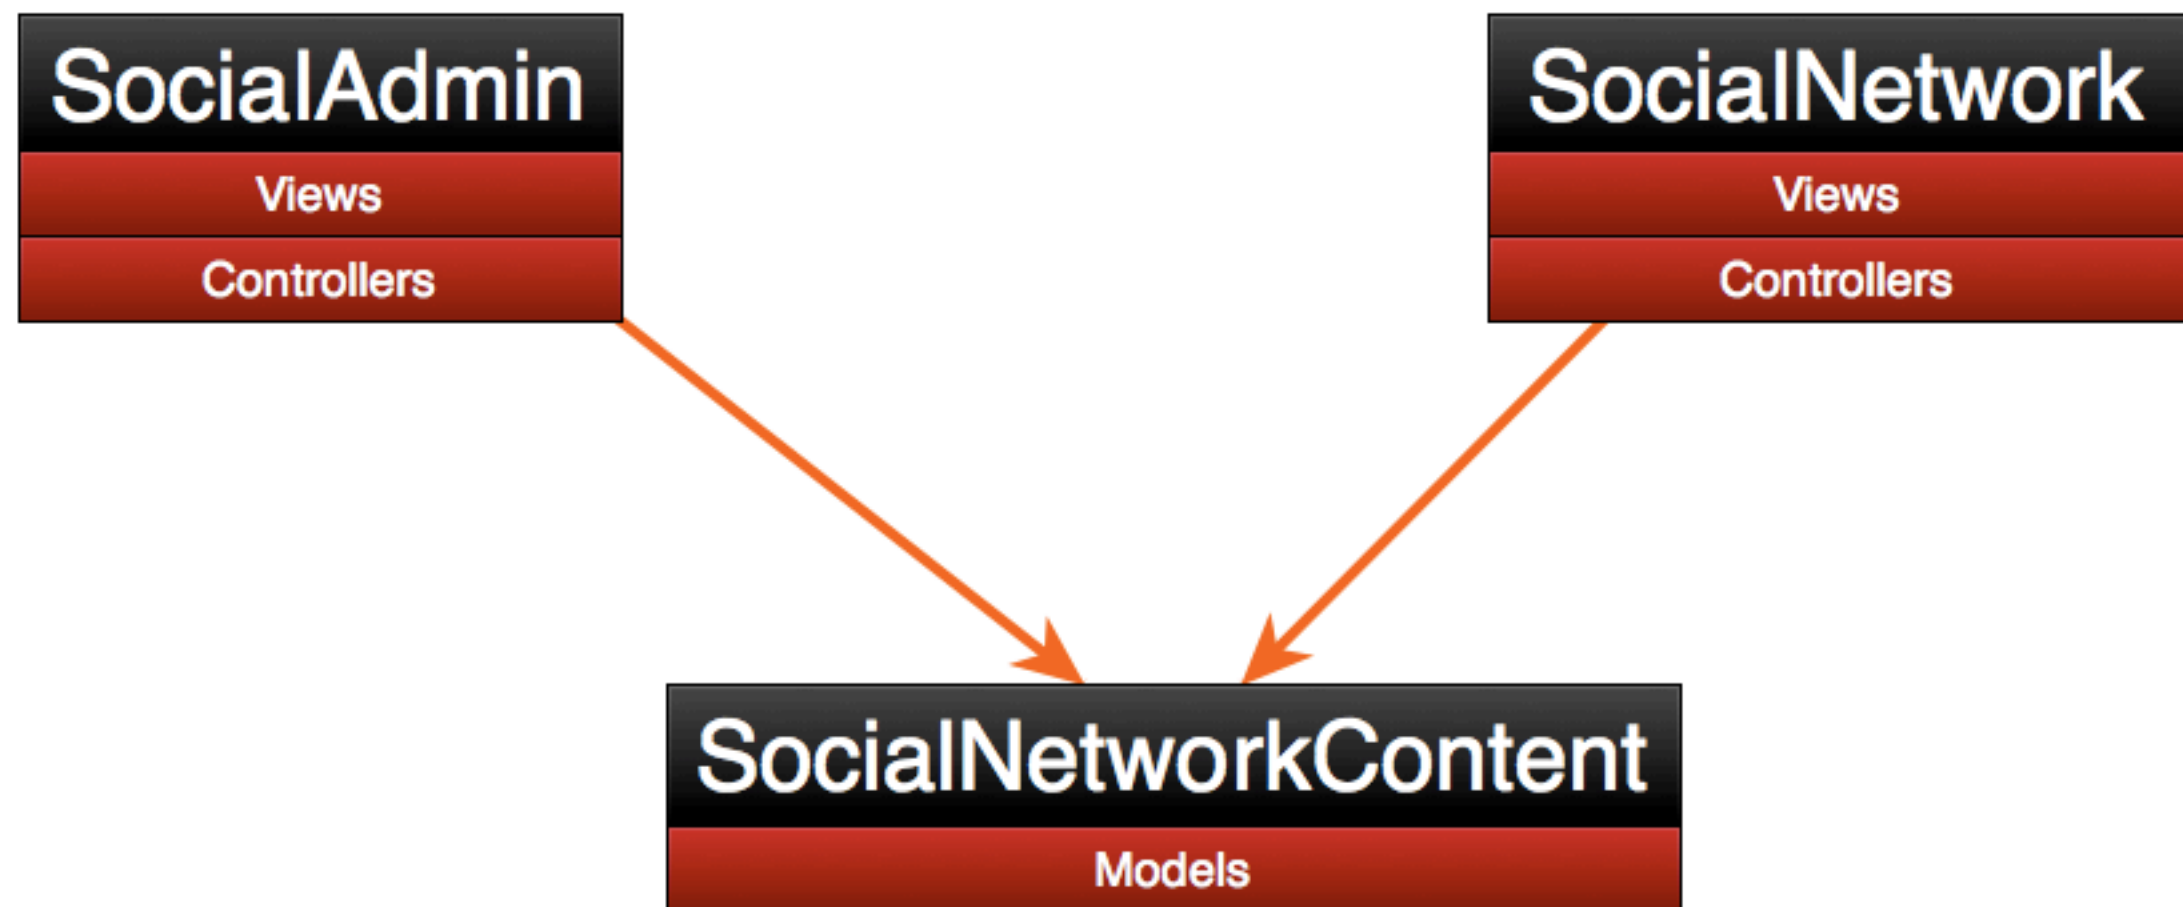 SocialAdmin
Views
Controllers
SocialNetwork
Views
Controllers
SocialNetworkContent
Models